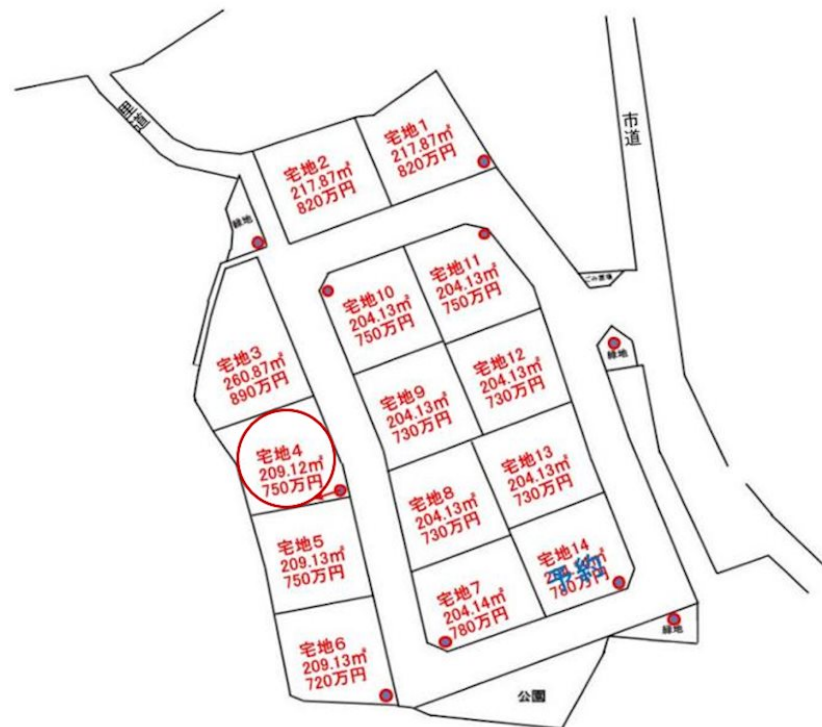 里道
市道
宅地1
217.87㎡
820万円
宅地2
217.87㎡
820万円
緑地
宅地11
204.13㎡
750万円
宅地10
204.13㎡
750万円
ごみ置場
宅地3
260.87㎡
890万円
宅地12
204.13㎡
730万円
緑地
宅地9
204.13㎡
730万円
宅地4
209.12㎡
750万円
宅地13
204.13㎡
730万円
宅地8
204.13㎡
730万円
宅地5
209.13㎡
750万円
宅地14
予約
780万円
宅地7
204.14㎡
780万円
緑地
宅地6
209.13㎡
720万円
公園